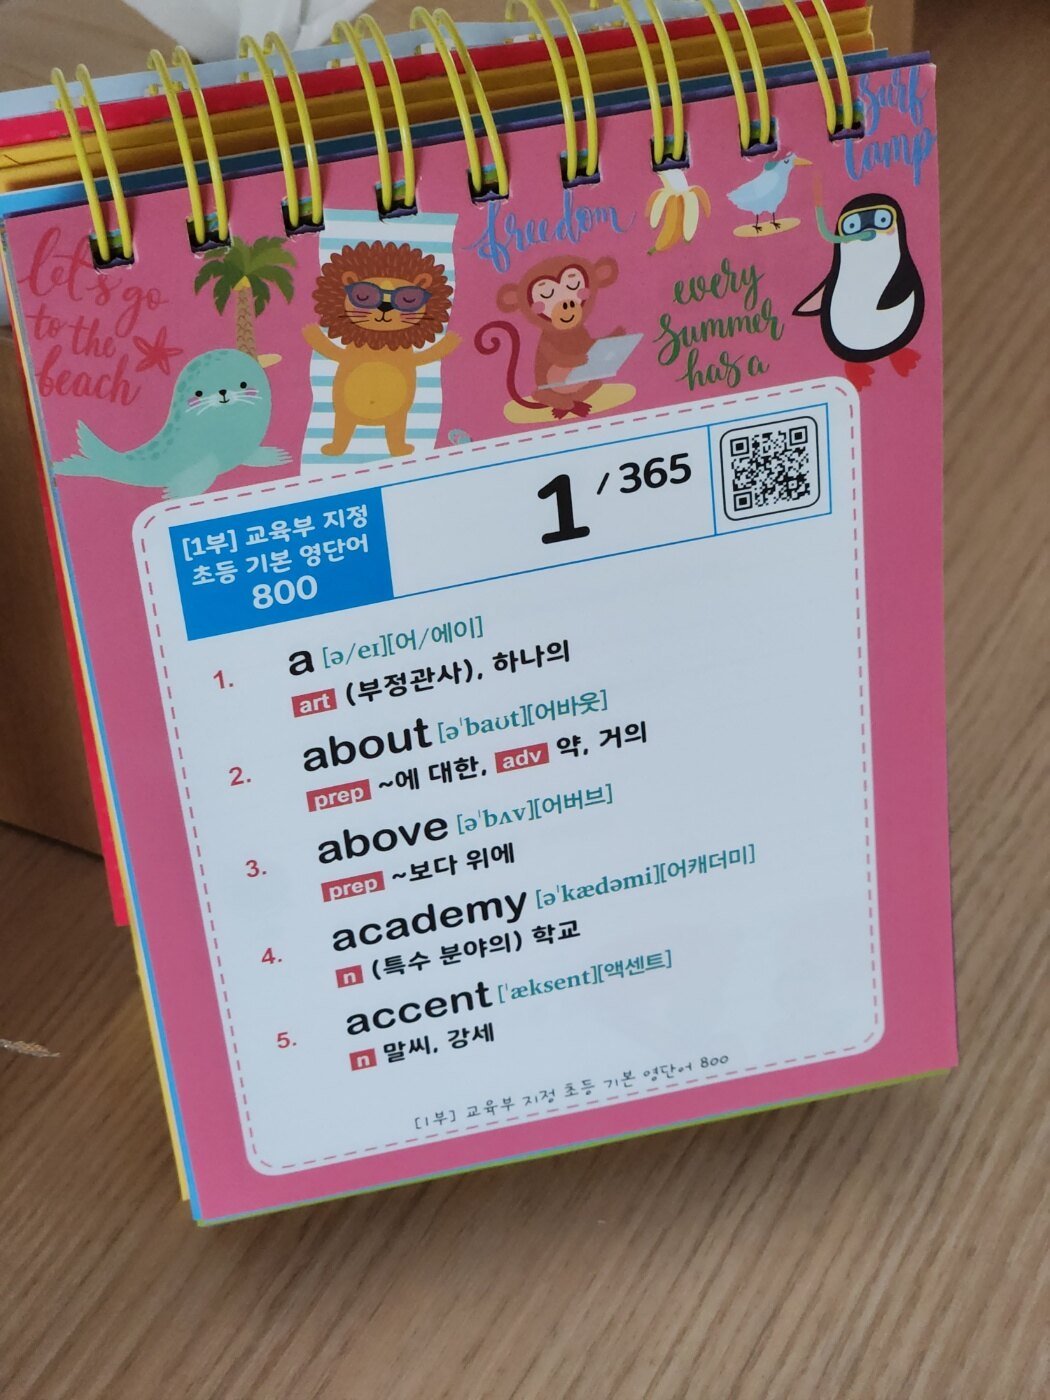 surf
camp
freedom
let's go
to the
beach
every
summer
has a
[1부] 교육부 지정
초등 기본 영단어
800
1 / 365
1. a [ə/eɪ][어/에이]
art (부정관사), 하나의
2. about [əˈbaʊt][어바웃]
prep ~에 대한, adv 약, 거의
3. above [əˈbʌv][어버브]
prep ~보다 위에
4. academy [əˈkædəmi][어캐더미]
n (특수 분야의) 학교
5. accent [ˈæksent][액센트]
n 말씨, 강세
[1부] 교육부 지정 초등 기본 영단어 800